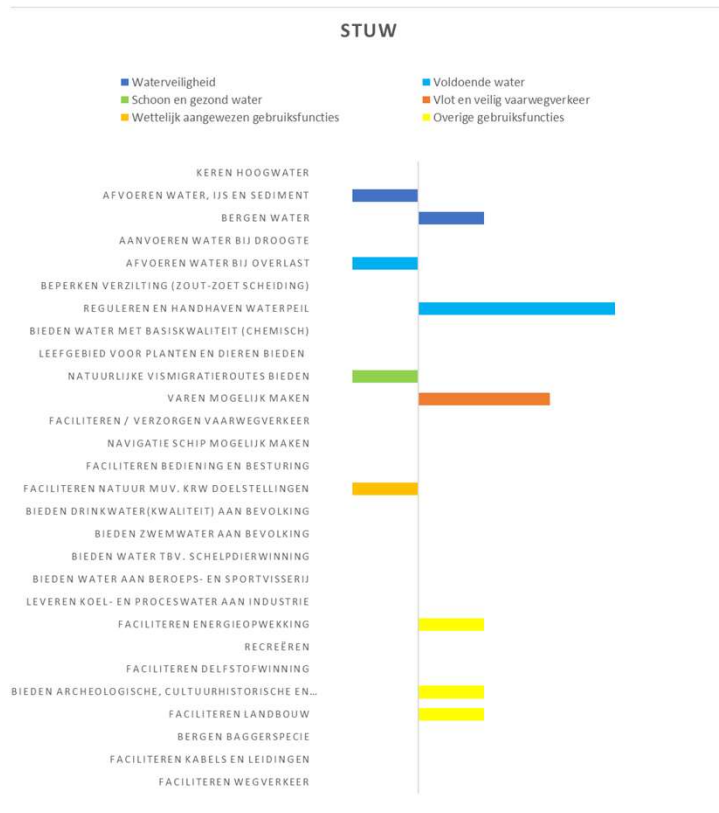 STUW
Waterveiligheid
Voldoende water
Schoon en gezond water
Vlot en veilig vaarwegverkeer
Wettelijk aangewezen gebruiksfuncties
Overige gebruiksfuncties
KEREN HOOGWATER
AFVOEREN WATER, IJS EN SEDIMENT
BERGEN WATER
AANVOEREN WATER BIJ DROOGTE
AFVOEREN WATER BIJ OVERLAST
BEPERKEN VERZILTING (ZOUT-ZOET SCHEIDING)
REGULEREN EN HANDHAVEN WATERPEIL
BIEDEN WATER MET BASISKWALITEIT (CHEMISCH)
LEEFGEBIED VOOR PLANTEN EN DIEREN BIEDEN
NATUURLIJKE VISMIGRATIEROUTES BIEDEN
VAREN MOGELIJK MAKEN
FACILITEREN / VERZORGEN VAARWEGVERKEER
NAVIGATIE SCHIP MOGELIJK MAKEN
FACILITEREN BEDIENING EN BESTURING
FACILITEREN NATUUR MUV. KRW DOELSTELLINGEN
BIEDEN DRINKWATER(KWALITEIT) AAN BEVOLKING
BIEDEN ZWEMWATER AAN BEVOLKING
BIEDEN WATER TBV. SCHELPDIERWINNING
BIEDEN WATER AAN BEROEPS- EN SPORTVISSERIJ
LEVEREN KOEL- EN PROCESWATER AAN INDUSTRIE
FACILITEREN ENERGIEOPWEKKING
RECREËREN
FACILITEREN DELFSTOFWINNING
BIEDEN ARCHEOLOGISCHE, CULTUURHISTORISCHE EN...
FACILITEREN LANDBOUW
BERGEN BAGGERSPECIE
FACILITEREN KABELS EN LEIDINGEN
FACILITEREN WEGVERKEER